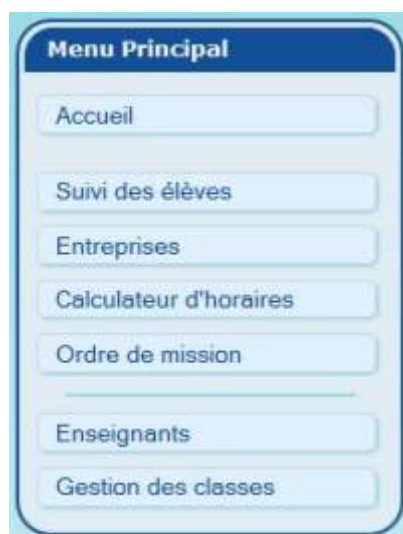 Menu Principal
Accueil
Suivi des élèves
Entreprises
Calculateur d'horaires
Ordre de mission
Enseignants
Gestion des classes